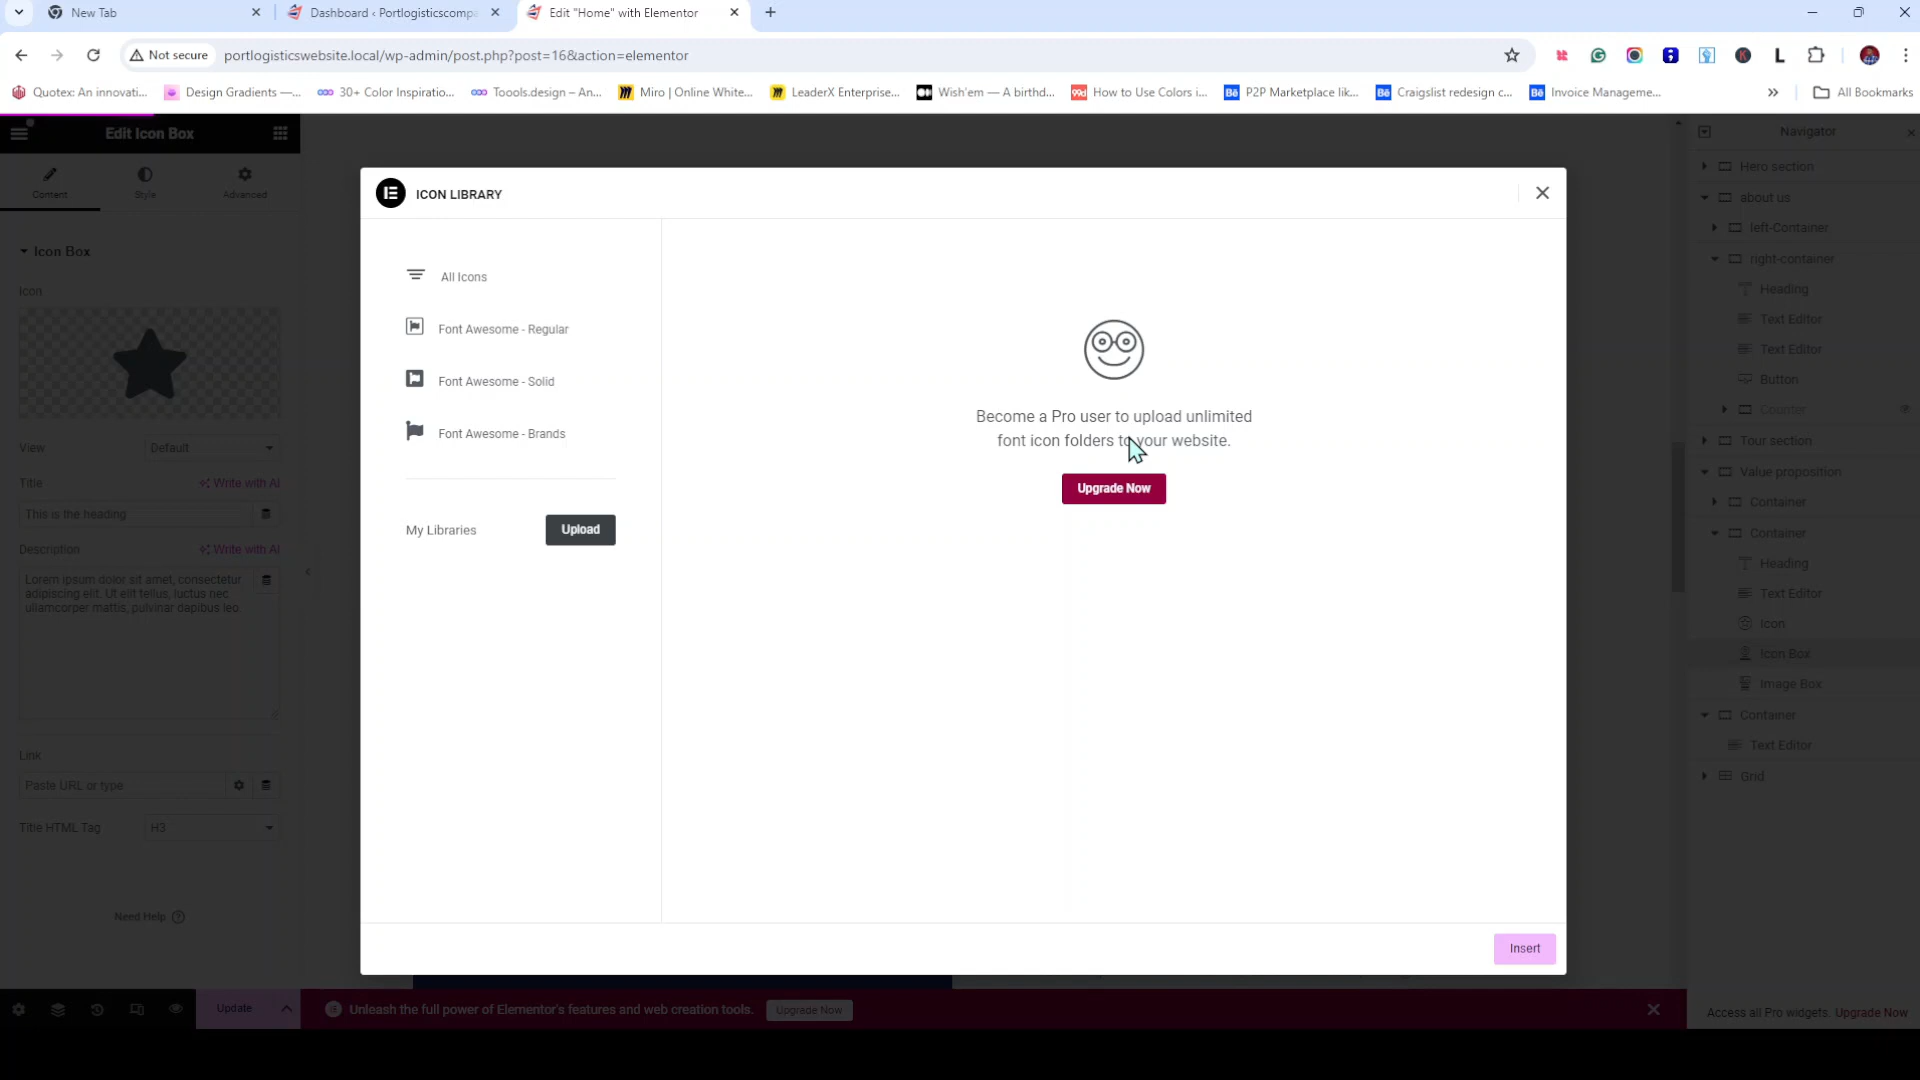 New Tab
Dashboard ‹ Portlogisticscompa
Edit "Home" with Elementor
Not secure
portlogisticswebsite.local/wp-admin/post.php?post=16&action=elementor
Quotex: An innovati...
Design Gradients —...
30+ Color Inspiratio...
Toools.design – An...
Miro | Online White...
LeaderX Enterprise...
Wish'em — A birthd...
How to Use Colors i...
P2P Marketplace lik...
Craigslist redesign c...
Invoice Manageme...
All Bookmarks
Edit Icon Box
Content
Style
Advanced
Icon Box
Icon
View
Default
Title
Write with AI
This is the heading
Description
Write with AI
Lorem ipsum dolor sit amet, consectetur
adipiscing elit. Ut elit tellus, luctus nec
ullamcorper mattis, pulvinar dapibus leo.
Link
Paste URL or type
Title HTML Tag
H3
Need Help
Update
ICON LIBRARY
All Icons
Font Awesome - Regular
Font Awesome - Solid
Font Awesome - Brands
My Libraries
Upload
Become a Pro user to upload unlimited
font icon folders to your website.
Upgrade Now
Insert
Unleash the full power of Elementor's features and web creation tools.
Upgrade Now
Navigator
Hero section
about us
left-Container
right-container
Heading
Text Editor
Text Editor
Button
Counter
Tour section
Value proposition
Container
Container
Heading
Text Editor
Icon
Icon Box
Image Box
Container
Text Editor
Grid
Access all Pro widgets. Upgrade Now